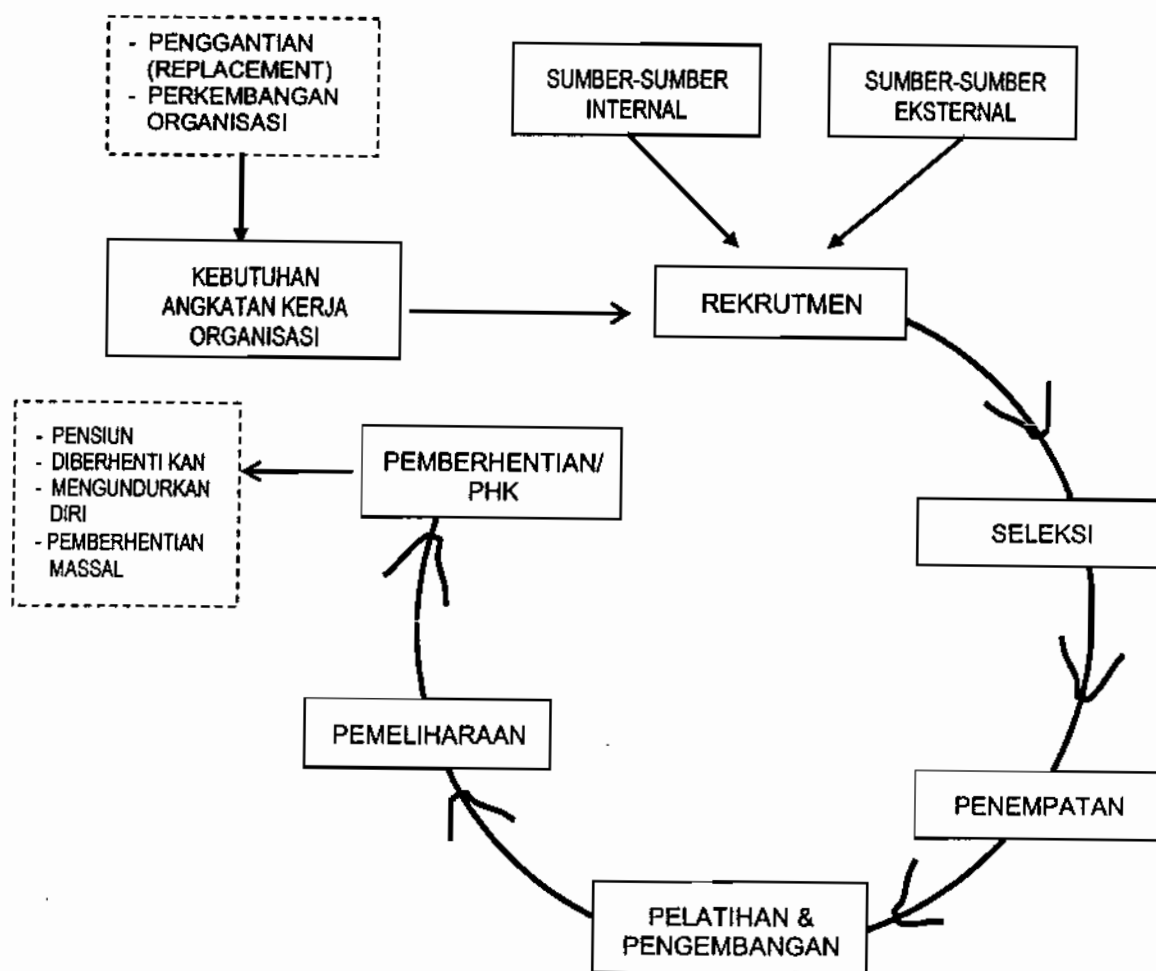 - PENGGANTIAN
(REPLACEMENT)
- PERKEMBANGAN
ORGANISASI
SUMBER-SUMBER
INTERNAL
SUMBER-SUMBER
EKSTERNAL
KEBUTUHAN
ANGKATAN KERJA
ORGANISASI
REKRUTMEN
- PENSIUN
- DIBERHENTI KAN
- MENGUNDURKAN
DIRI
- PEMBERHENTIAN
MASSAL
PEMBERHENTIAN/
PHK
SELEKSI
PEMELIHARAAN
PENEMPATAN
PELATIHAN &
PENGEMBANGAN